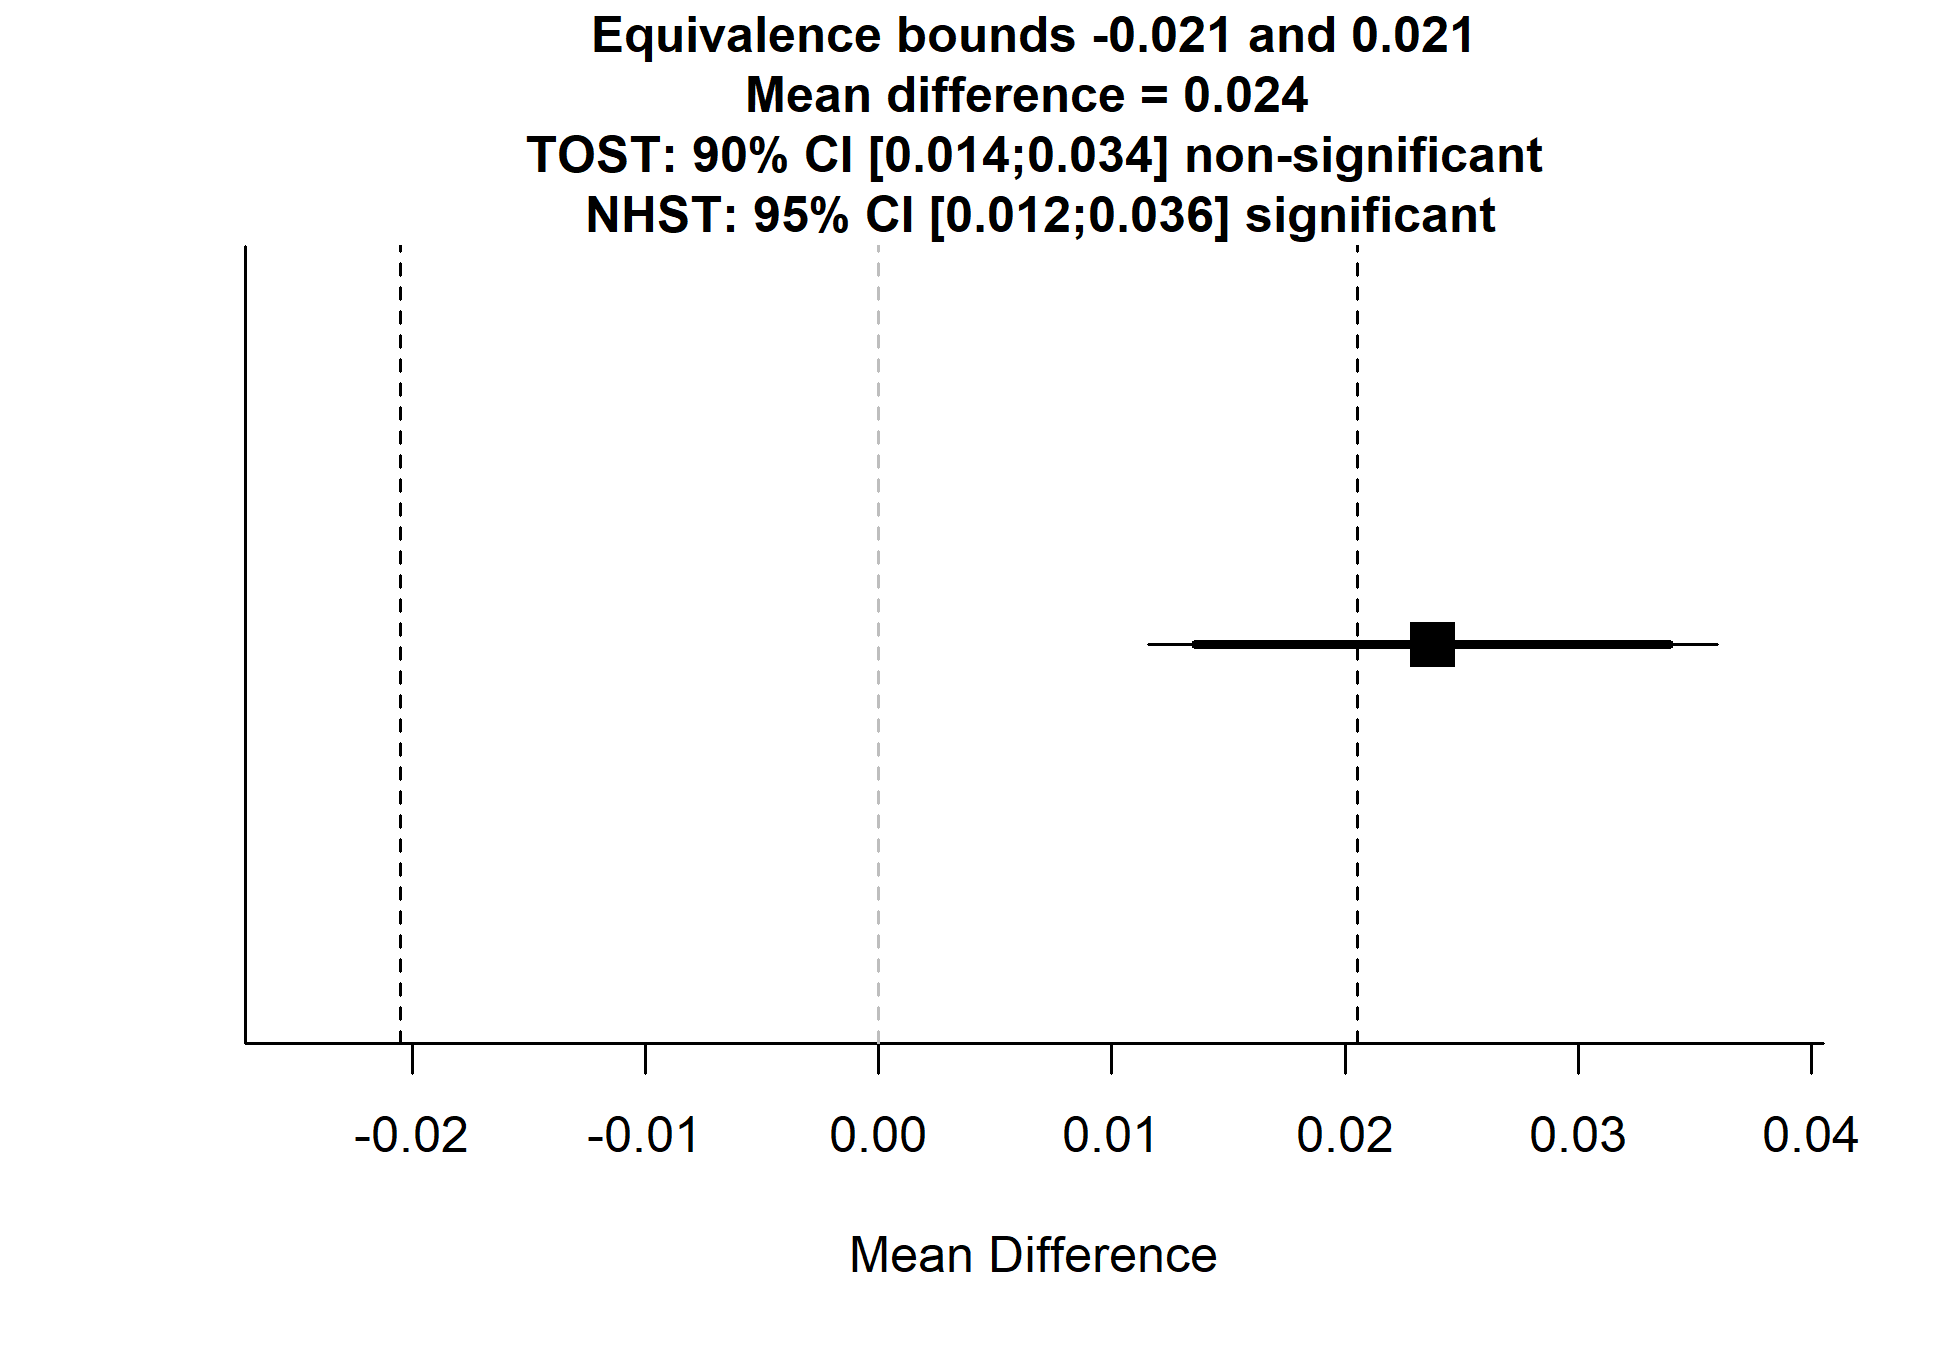 Equivalence bounds -0.021 and 0.021
Mean difference = 0.024
TOST: 90% CI [0.014;0.034] non-significant
NHST: 95% CI [0.012;0.036] significant
-0.02 -0.01 0.00 0.01 0.02 0.03 0.04
Mean Difference